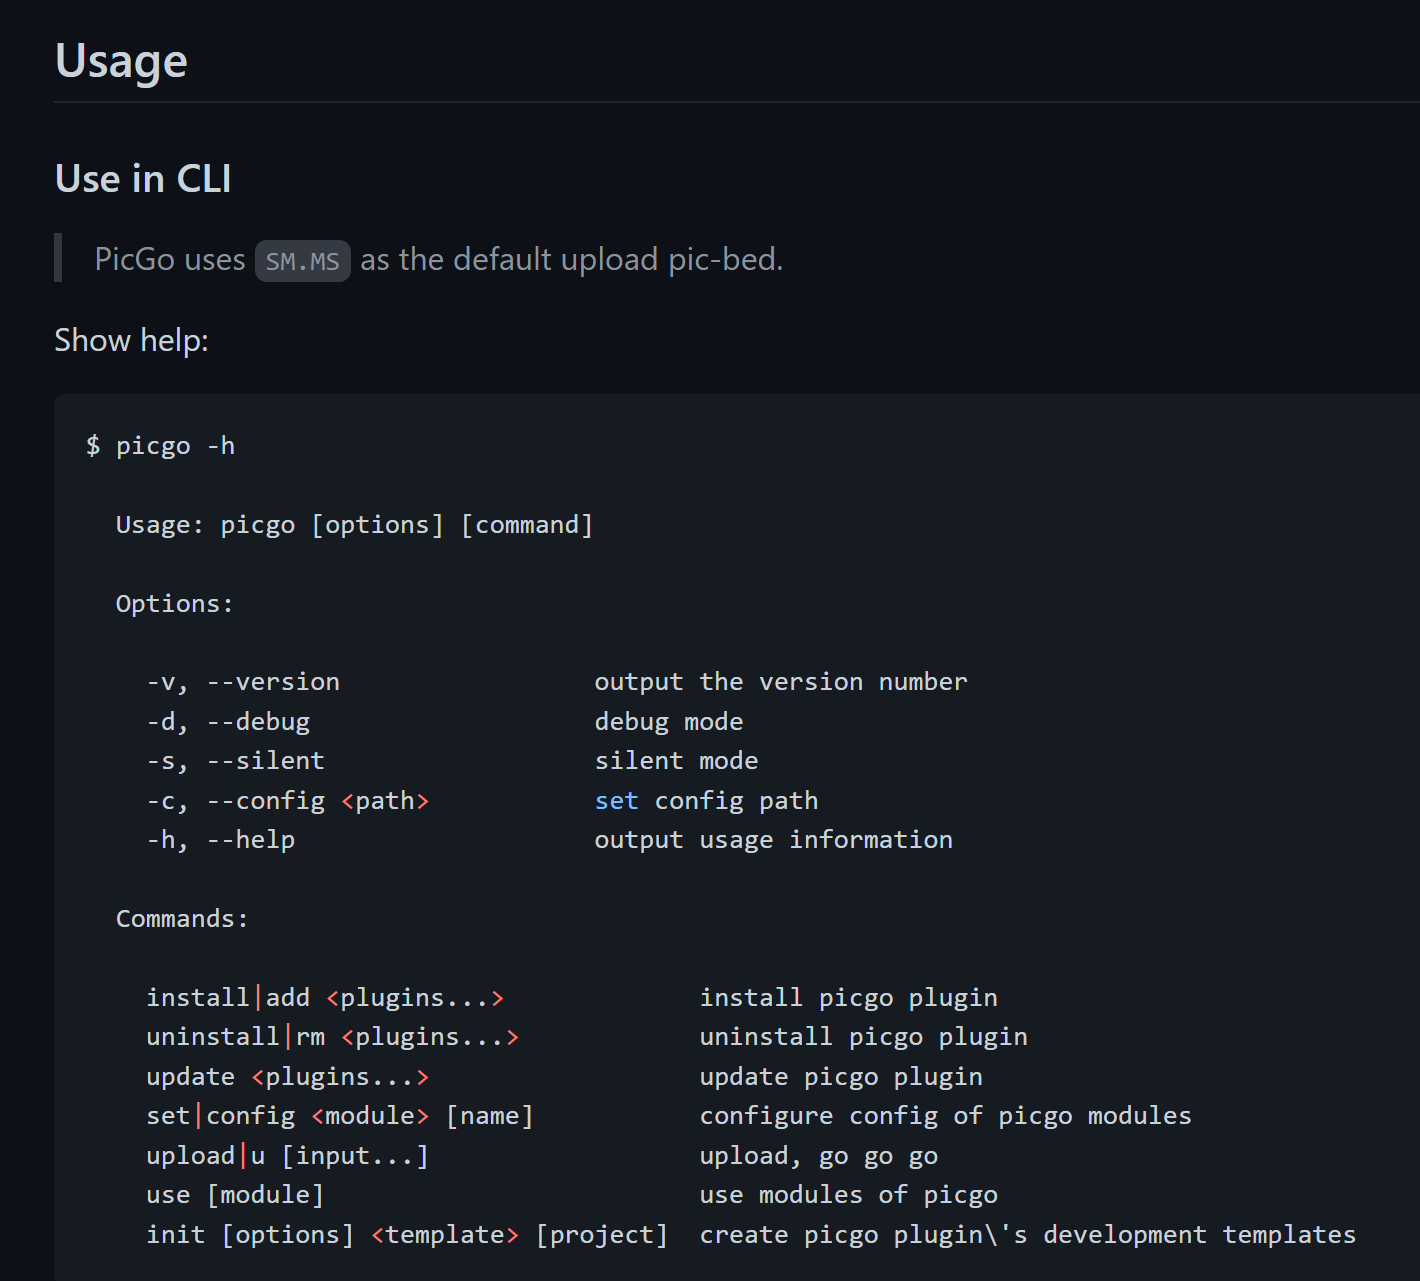 Usage
Use in CLI
PicGo uses SM.MS as the default upload pic-bed.
Show help:
$ picgo -h
Usage: picgo [options] [command]
Options:
-v, --version output the version number
-d, --debug debug mode
-s, --silent silent mode
-c, --config <path> set config path
-h, --help output usage information
Commands:
install|add <plugins...> install picgo plugin
uninstall|rm <plugins...> uninstall picgo plugin
update <plugins...> update picgo plugin
set|config <module> [name] configure config of picgo modules
upload|u [input...] upload, go go go
use [module] use modules of picgo
init [options] <template> [project] create picgo plugin\'s development templates